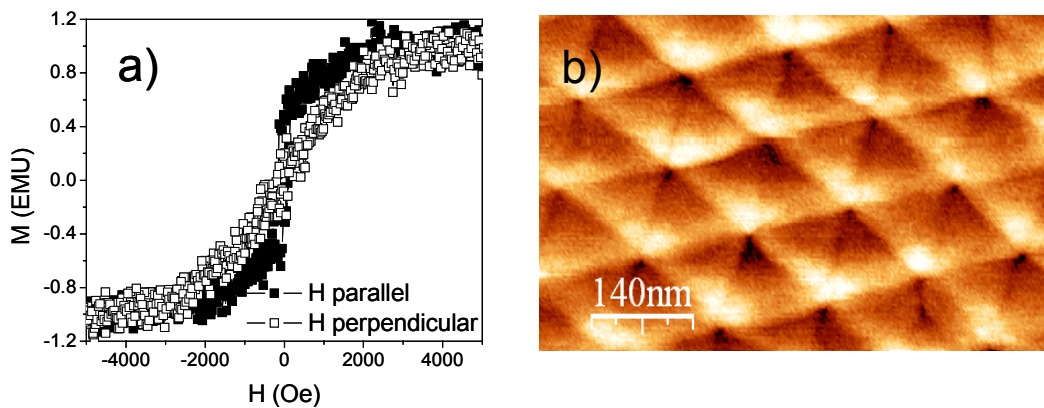 a)
M (EMU)
1.2
0.8
0.4
0.0
-0.4
-0.8
-1.2
H parallel
H perpendicular
-4000
-2000
0
2000
4000
H (Oe)
b)
140nm